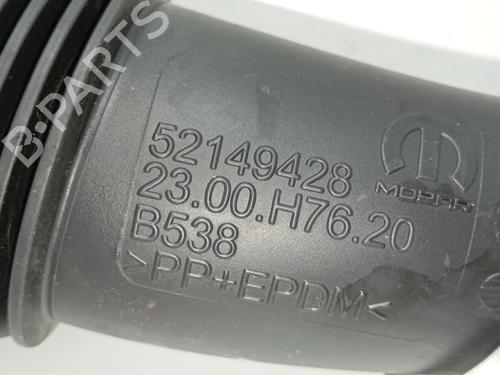 B-PARTS
52149428
MOPAR
23.00.H76.20
B538
>PP+EPDM<